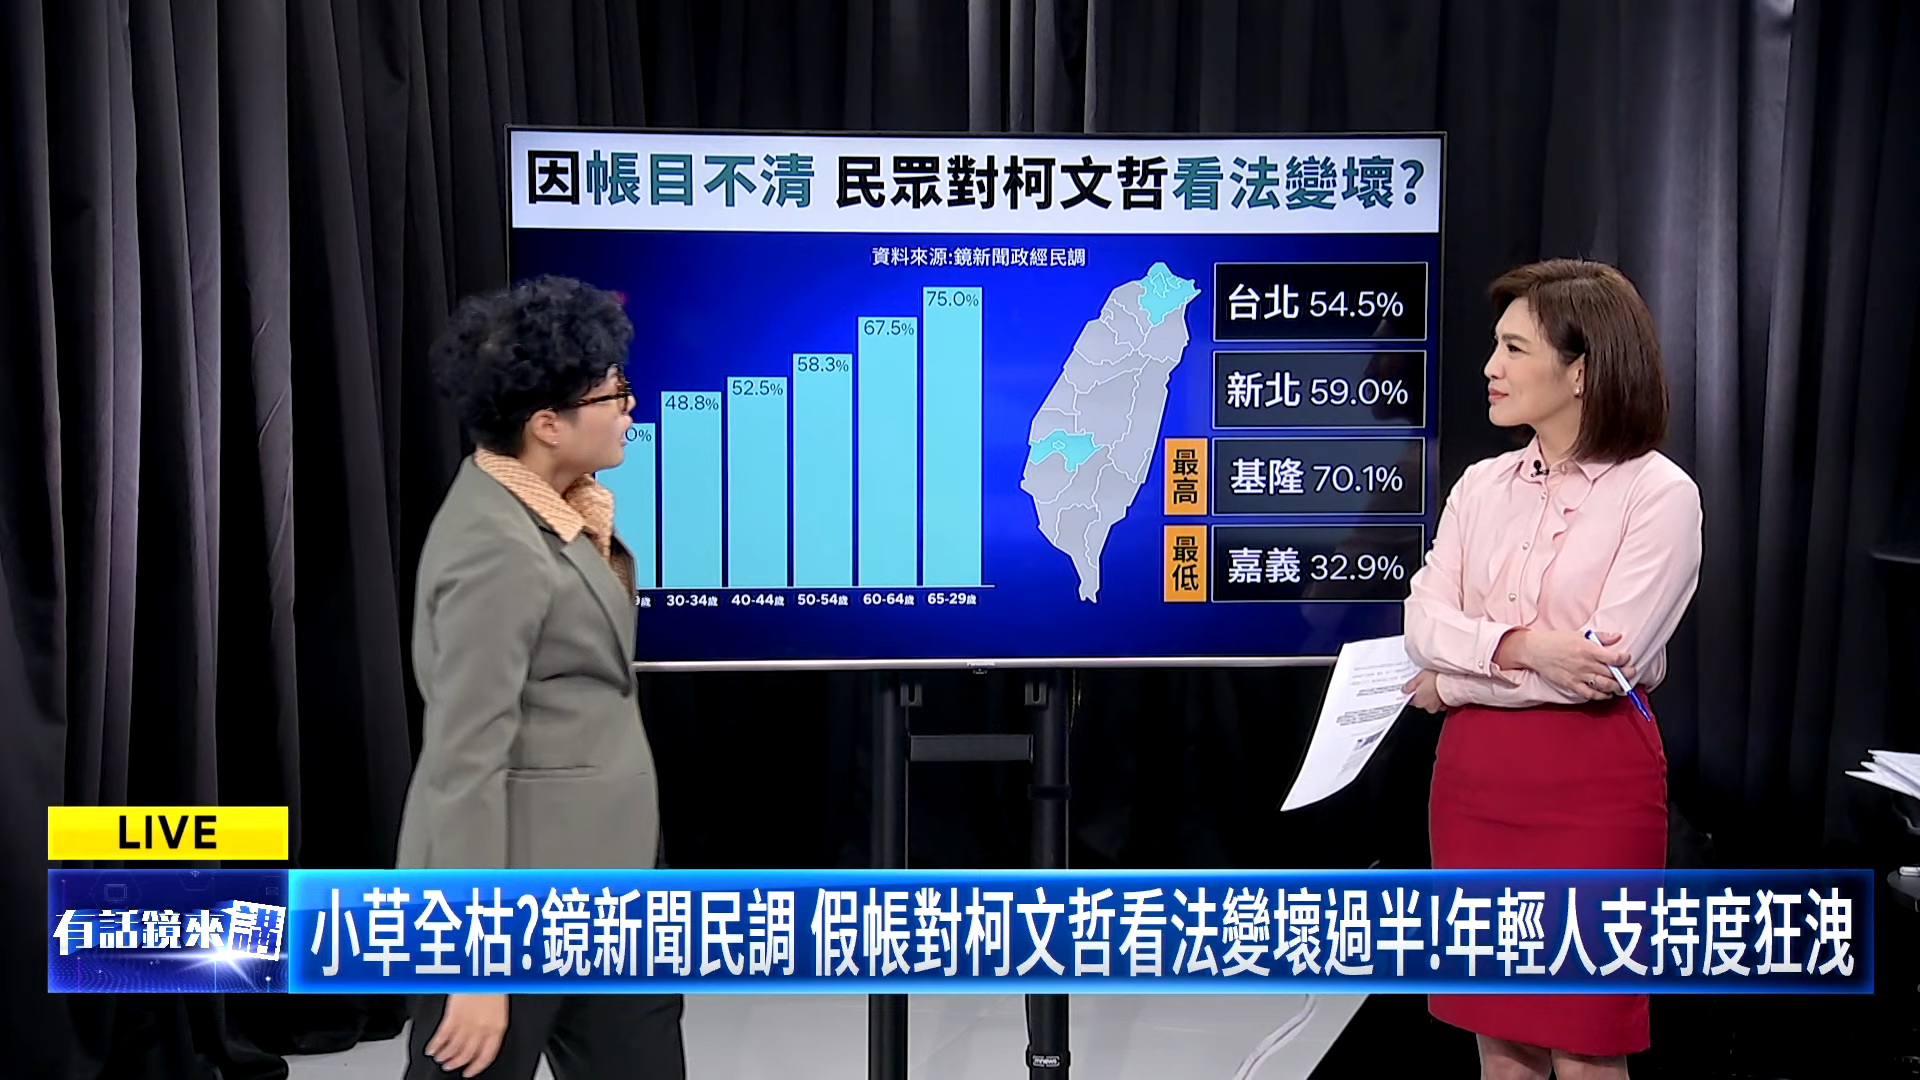 因帳目不清 民眾對柯文哲看法變壞?
資料來源:鏡新聞政經民調
48.8%
52.5%
58.3%
67.5%
75.0%
30-34歲
40-44歲
50-54歲
60-64歲
65-29歲
台北 54.5%
新北 59.0%
最高
基隆 70.1%
最低
嘉義 32.9%
LIVE
有話鏡來講
小草全枯?鏡新聞民調 假帳對柯文哲看法變壞過半!年輕人支持度狂洩